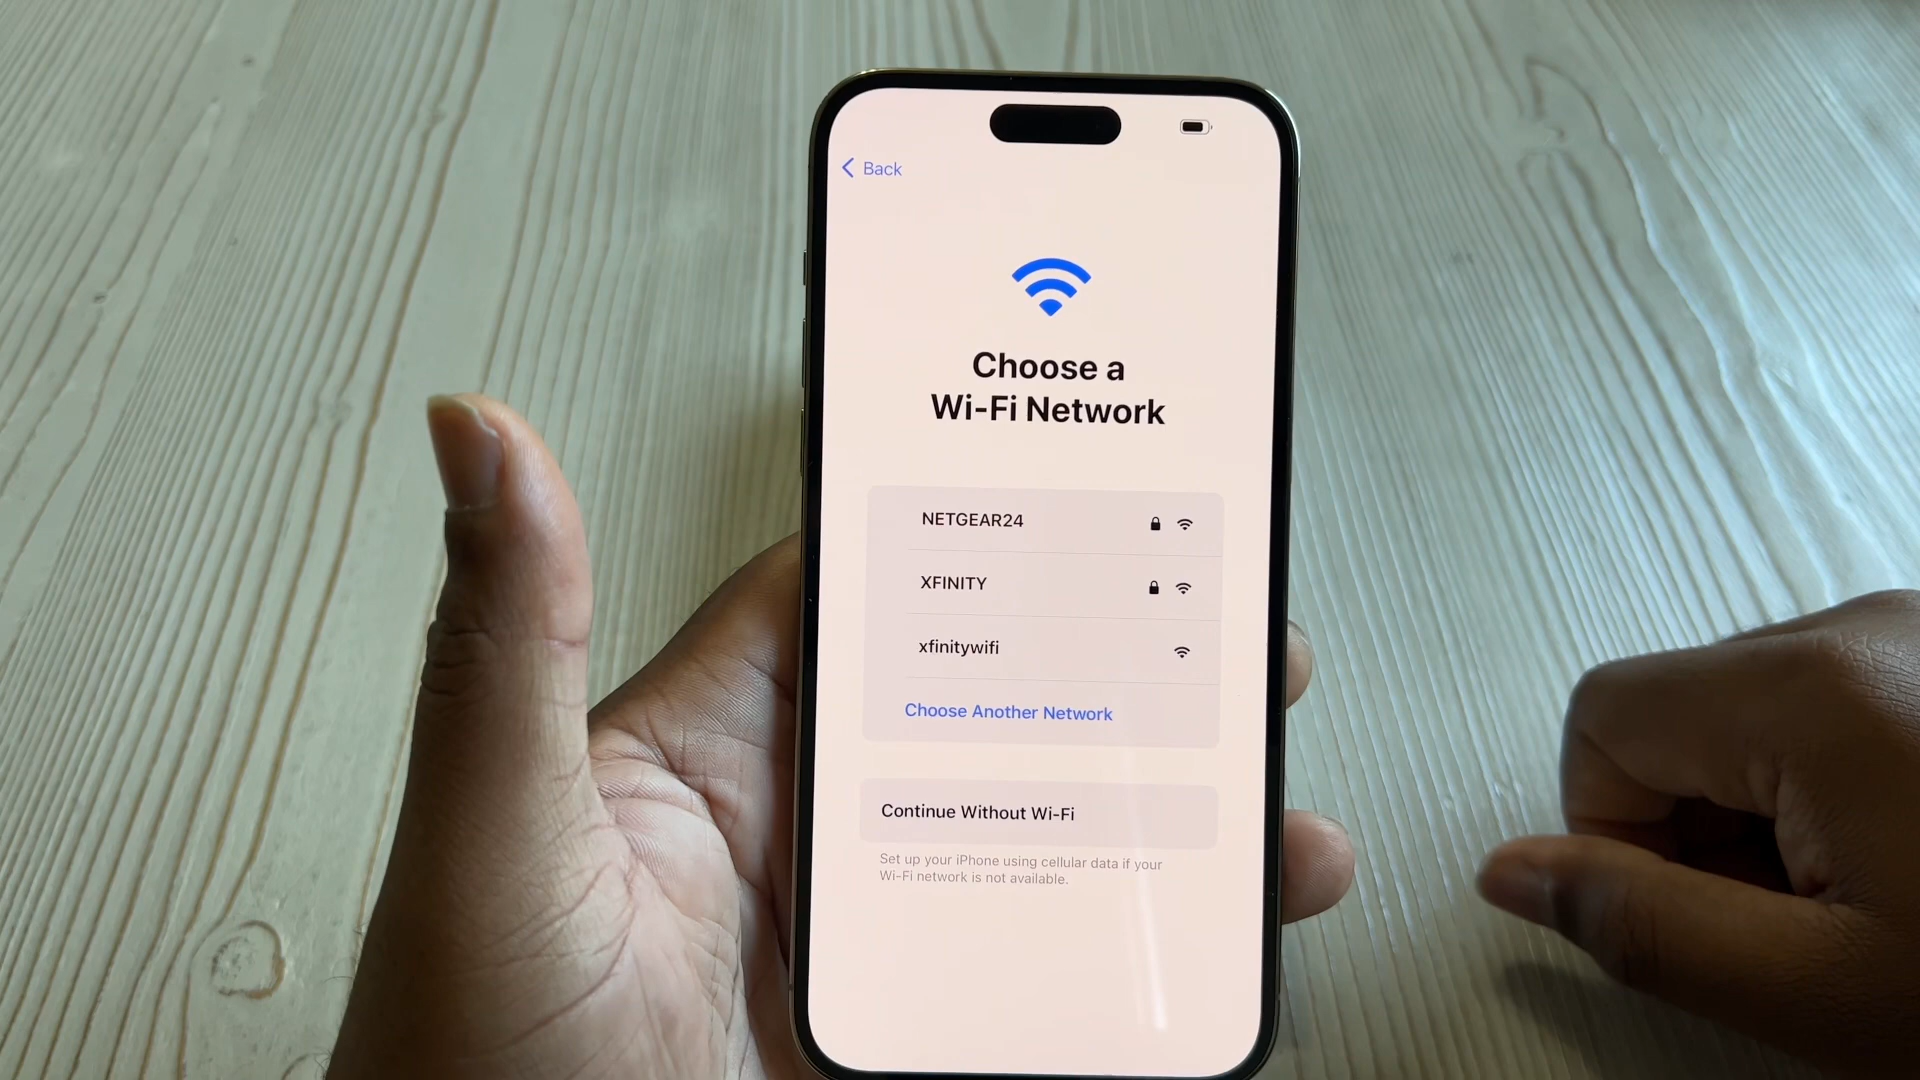 Back
Choose a
Wi-Fi Network
NETGEAR24
XFINITY
xfinitywifi
Choose Another Network
Continue Without Wi-Fi
Set up your iPhone using cellular data if your
Wi-Fi network is not available.